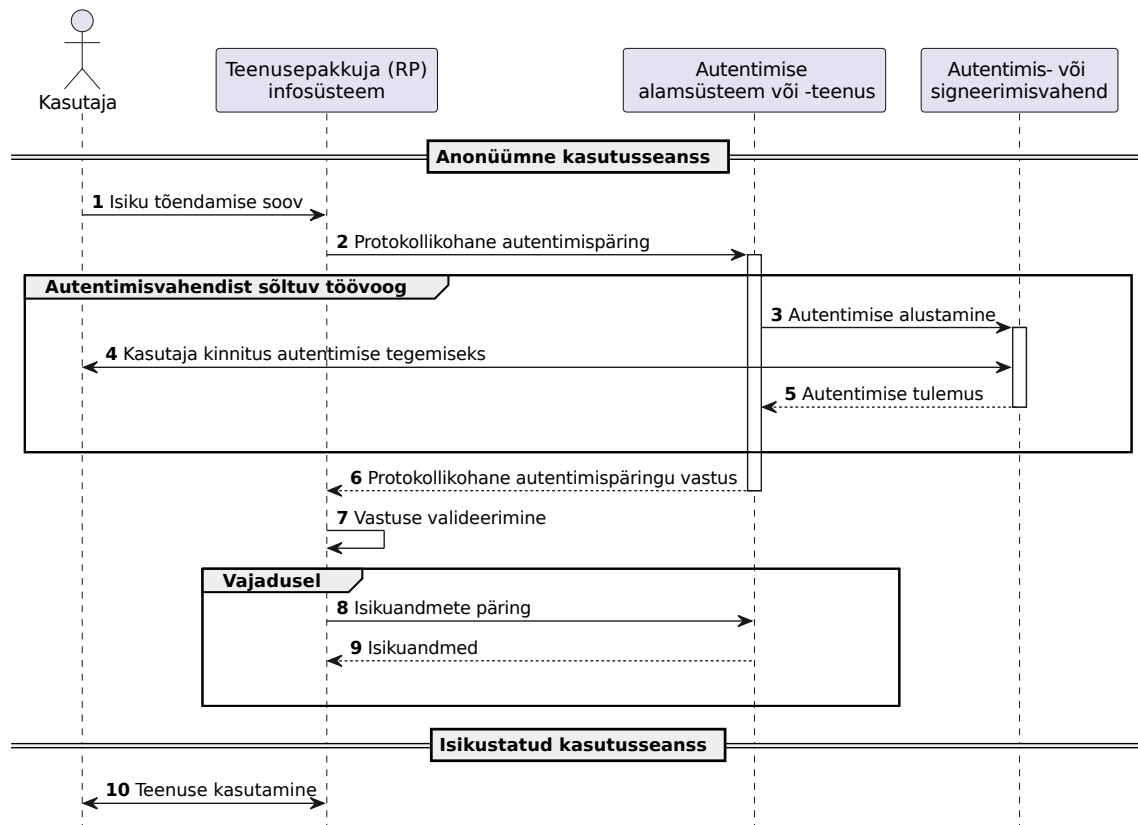 Kasutaja
Teenusepakkuja (RP)
infosüsteem
Autentimise
alamsüsteem või -teenus
Autentimis- või
signeerimisvahend
Anonüümne kasutusseanss
1 Isiku tõendamise soov
2 Protokollikohane autentimispäring
Autentimisvahendist sõltuv töövoog
3 Autentimise alustamine
4 Kasutaja kinnitus autentimise tegemiseks
5 Autentimise tulemus
6 Protokollikohane autentimispäringu vastus
7 Vastuse valideerimine
Vajadusel
8 Isikuandmete päring
9 Isikuandmed
Isikustatud kasutusseanss
10 Teenuse kasutamine